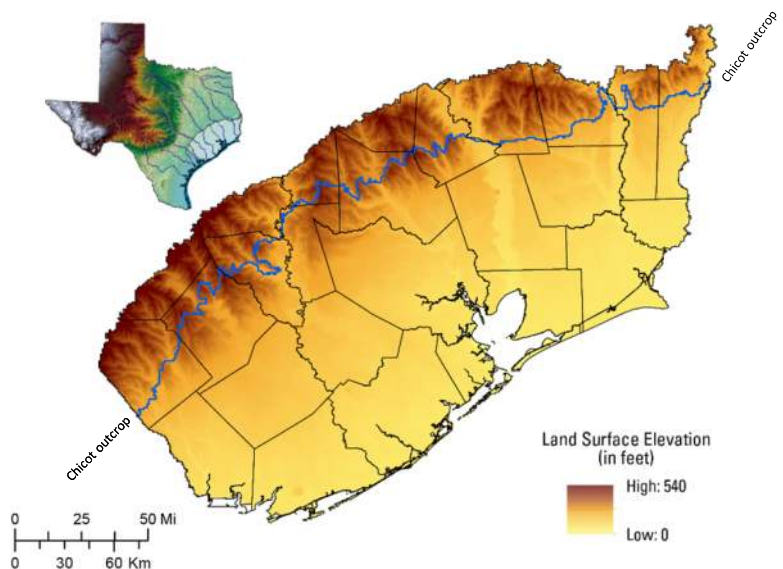 Chicot outcrop
Chicot outcrop
Land Surface Elevation
(in feet)
High: 540
Low: 0
0 25 50 Mi
0 30 60 Km